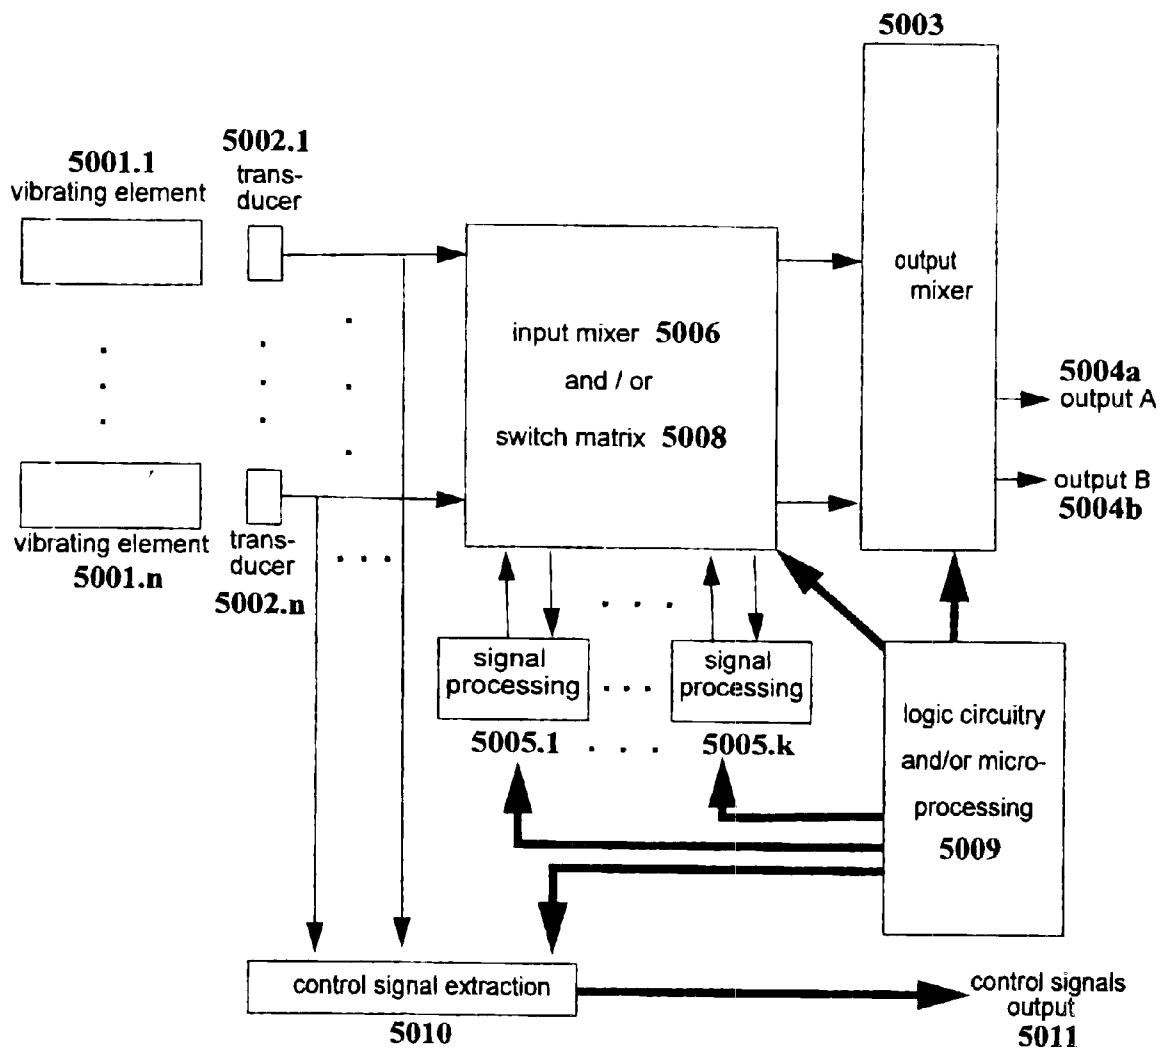 5003
5002.1
trans-
ducer
5001.1
vibrating element
output
mixer
input mixer 5006
and / or
switch matrix 5008
5004a
output A
output B
5004b
vibrating element
5001.n
trans-
ducer
5002.n
signal
processing
5005.1
signal
processing
5005.k
logic circuitry
and/or micro-
processing
5009
control signal extraction
5010
control signals
output
5011